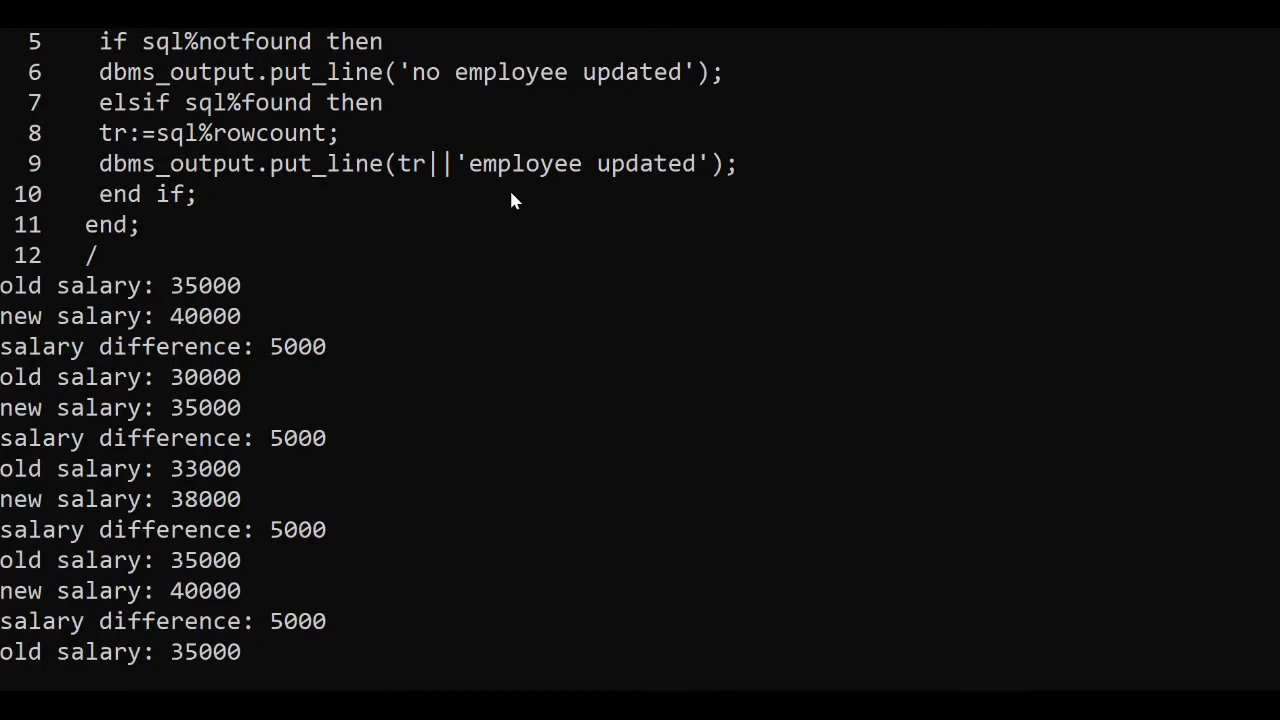 5 if sql%notfound then
6 dbms_output.put_line('no employee updated');
7 elsif sql%found then
8 tr:=sql%rowcount;
9 dbms_output.put_line(tr||'employee updated');
10 end if;
11 end;
12 /
old salary: 35000
new salary: 40000
salary difference: 5000
old salary: 30000
new salary: 35000
salary difference: 5000
old salary: 33000
new salary: 38000
salary difference: 5000
old salary: 35000
new salary: 40000
salary difference: 5000
old salary: 35000